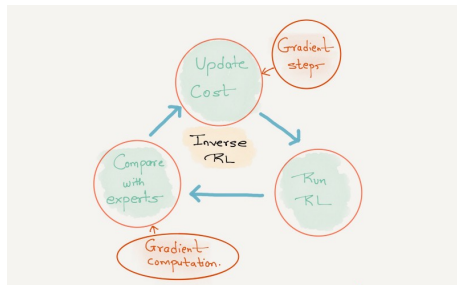 Update
Cost
Gradient
steps
Inverse
RL
Run
RL
Compare
with
experts
Gradient
computation.